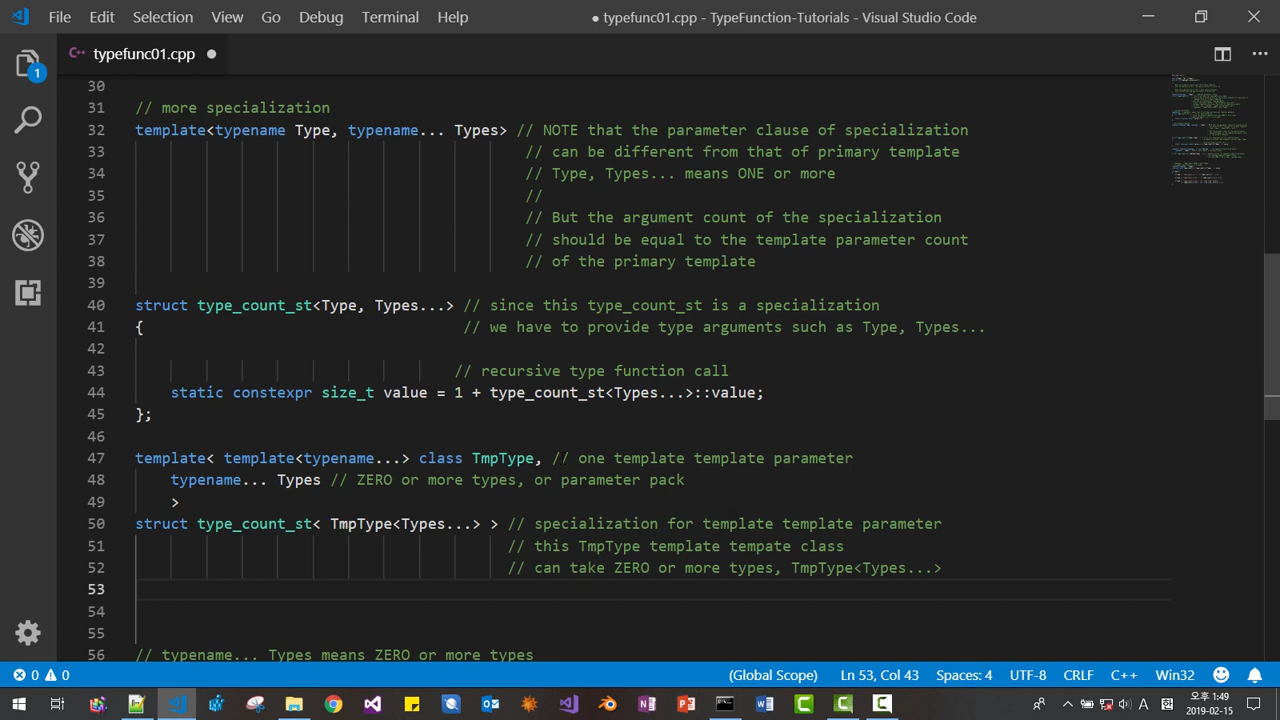 File Edit Selection View Go Debug Terminal Help ● typefunc01.cpp - TypeFunction-Tutorials - Visual Studio Code
1
C++ typefunc01.cpp ●
30
31 // more specialization
32 template<typename Type, typename... Types> // NOTE that the parameter clause of specialization
33 // can be different from that of primary template
34 // Type, Types... means ONE or more
35 //
36 // But the argument count of the specialization
37 // should be equal to the template parameter count
38 // of the primary template
39
40 struct type_count_st<Type, Types...> // since this type_count_st is a specialization
41 { // we have to provide type arguments such as Type, Types...
42
43 // recursive type function call
44 static constexpr size_t value = 1 + type_count_st<Types...>::value;
45 };
46
47 template< template<typename...> class TmpType, // one template template parameter
48 typename... Types // ZERO or more types, or parameter pack
49 >
50 struct type_count_st< TmpType<Types...> > // specialization for template template parameter
51 // this TmpType template tempate class
52 // can take ZERO or more types, TmpType<Types...>
53
54
55
56 // typename... Types means ZERO or more types
0 0 (Global Scope) Ln 53, Col 43 Spaces: 4 UTF-8 CRLF C++ Win32
A 오후 1:49
2019-02-15